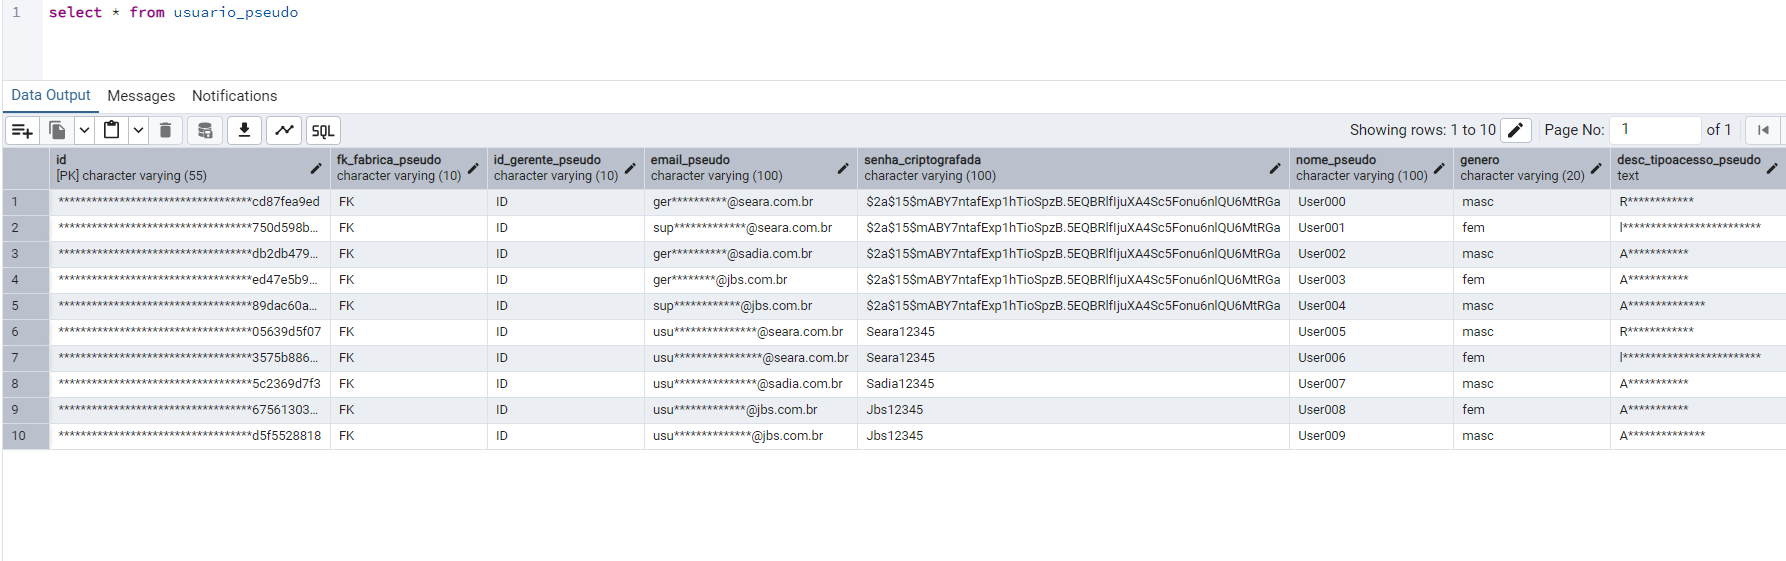 1 select * from usuario_pseudo
Data Output Messages Notifications
SQL Showing rows: 1 to 10 Page No: 1 of 1
id fk_fabrica_pseudo id_gerente_pseudo email_pseudo senha_criptografada nome_pseudo genero desc_tipoacesso_pseudo
[PK] character varying (55) character varying (10) character varying (10) character varying (100) character varying (100) character varying (100) character varying (20) text
1 ************************************cd87fea9ed FK ID ger**********@seara.com.br $2a$15$mABY7ntafExp1hTioSpzB.5EQBRlfIjuXA4Sc5Fonu6nlQU6MtRGa User000 masc R************
2 ************************************750d598b... FK ID sup*************@seara.com.br $2a$15$mABY7ntafExp1hTioSpzB.5EQBRlfIjuXA4Sc5Fonu6nlQU6MtRGa User001 fem I*************************
3 ************************************db2db479... FK ID ger**********@sadia.com.br $2a$15$mABY7ntafExp1hTioSpzB.5EQBRlfIjuXA4Sc5Fonu6nlQU6MtRGa User002 masc A***********
4 ************************************ed47e5b9... FK ID ger********@jbs.com.br $2a$15$mABY7ntafExp1hTioSpzB.5EQBRlfIjuXA4Sc5Fonu6nlQU6MtRGa User003 fem A***********
5 ************************************89dac60a... FK ID sup************@jbs.com.br $2a$15$mABY7ntafExp1hTioSpzB.5EQBRlfIjuXA4Sc5Fonu6nlQU6MtRGa User004 masc A**************
6 ************************************05639d5f07 FK ID usu***************@seara.com.br Seara12345 User005 masc R************
7 ************************************3575b886... FK ID usu****************@seara.com.br Seara12345 User006 fem I*************************
8 ************************************5c2369d7f3 FK ID usu***************@sadia.com.br Sadia12345 User007 masc A***********
9 ************************************67561303... FK ID usu*************@jbs.com.br Jbs12345 User008 fem A***********
10 ************************************d5f5528818 FK ID usu**************@jbs.com.br Jbs12345 User009 masc A**************